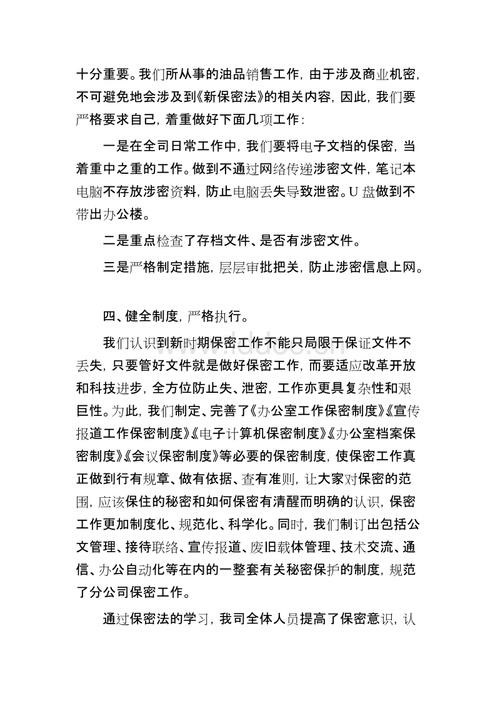 十分重要。我们所从事的油品销售工作，由于涉及商业机密，
不可避免地会涉及到《新保密法》的相关内容，因此，我们要
严格要求自己，着重做好下面几项工作：
一是在全司日常工作中，我们要将电子文档的保密，当
着重中之重的工作。做到不通过网络传递涉密文件，笔记本
电脑不存放涉密资料，防止电脑丢失导致泄密。U 盘做到不
带出办公楼。
二是重点检查了存档文件、是否有涉密文件。
三是严格制定措施，层层审批把关，防止涉密信息上网。
四、健全制度，严格执行。
我们认识到新时期保密工作不能只局限于保证文件不
丢失，只要管好文件就是做好保密工作，而要适应改革开放
和科技进步，全方位防止失、泄密，工作亦更具复杂性和艰
巨性。为此，我们制定、完善了《办公室工作保密制度》《宣传
报道工作保密制度》《电子计算机保密制度》《办公室档案保
密制度》《会议保密制度》等必要的保密制度，使保密工作真
正做到行有规章、做有依据、查有准则，让大家对保密的范
围，应该保住的秘密和如何保密有清醒而明确的认识，保密
工作更加制度化、规范化、科学化。同时，我们制订出包括公
文管理、接待联络、宣传报道、废旧载体管理、技术交流、通
信、办公自动化等在内的一整套有关秘密保护的制度，规范
了分公司保密工作。
通过保密法的学习，我司全体人员提高了保密意识，认